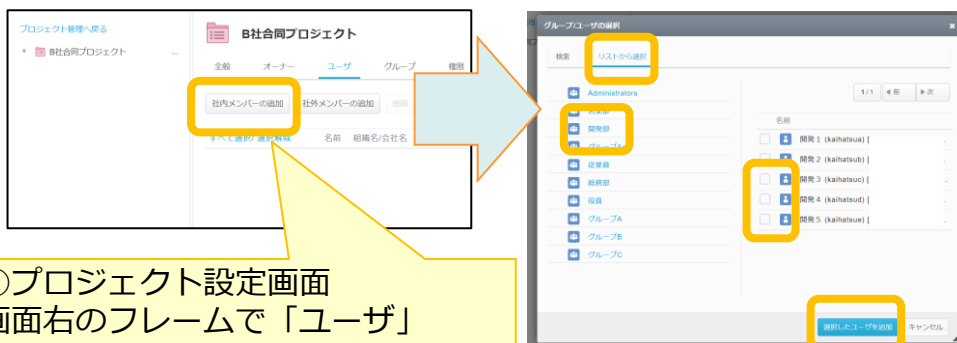 プロジェクト管理へ戻る
B社合同プロジェクト ...
B社合同プロジェクト
全般 オーナー ユーザ グループ 権限
社内メンバーの追加 社外メンバーの追加 削除
すべて選択/選択解除 名前 組織名/会社名
プロジェクト設定画面
画面右のフレームで「ユーザ」
グループ/ユーザの選択
検索 リストから選択
Administrators
開発部
従業員
総務部
役員
グループA
グループB
グループC
1/1 ◀前 ▶次
名前
開発 1 (kaihatsua) [
開発 2 (kaihatsub) [
開発 3 (kaihatsuc) [
開発 4 (kaihatsud) [
開発 5 (kaihatsue) [
選択したユーザを追加 キャンセル